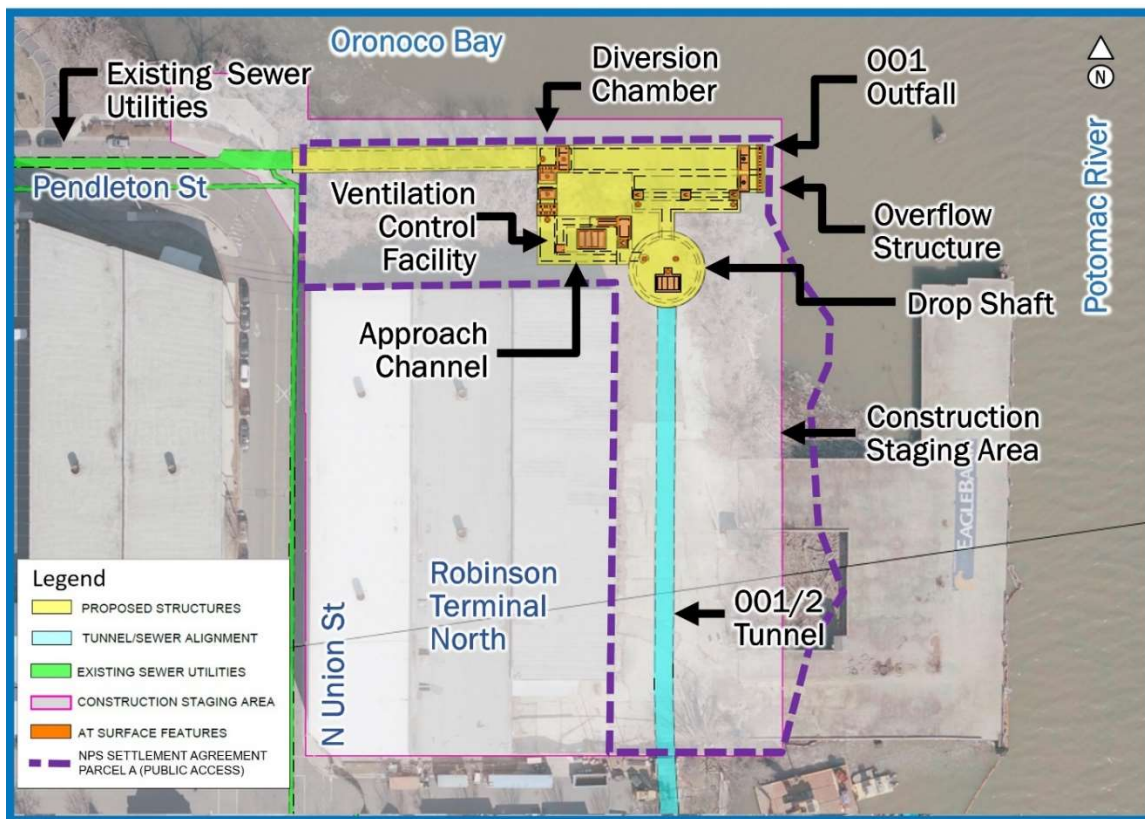 Oronoco Bay
Existing Sewer
Utilities
Diversion
Chamber
001
Outfall
N
Potomac River
Pendleton St
Ventilation
Control
Facility
Overflow
Structure
Drop Shaft
Approach
Channel
Construction
Staging Area
EAGLEBA
Robinson
Terminal
North
001/2
Tunnel
N Union St
Legend
PROPOSED STRUCTURES
TUNNEL/SEWER ALIGNMENT
EXISTING SEWER UTILITIES
CONSTRUCTION STAGING AREA
AT SURFACE FEATURES
NPS SETTLEMENT AGREEMENT
PARCEL A (PUBLIC ACCESS)